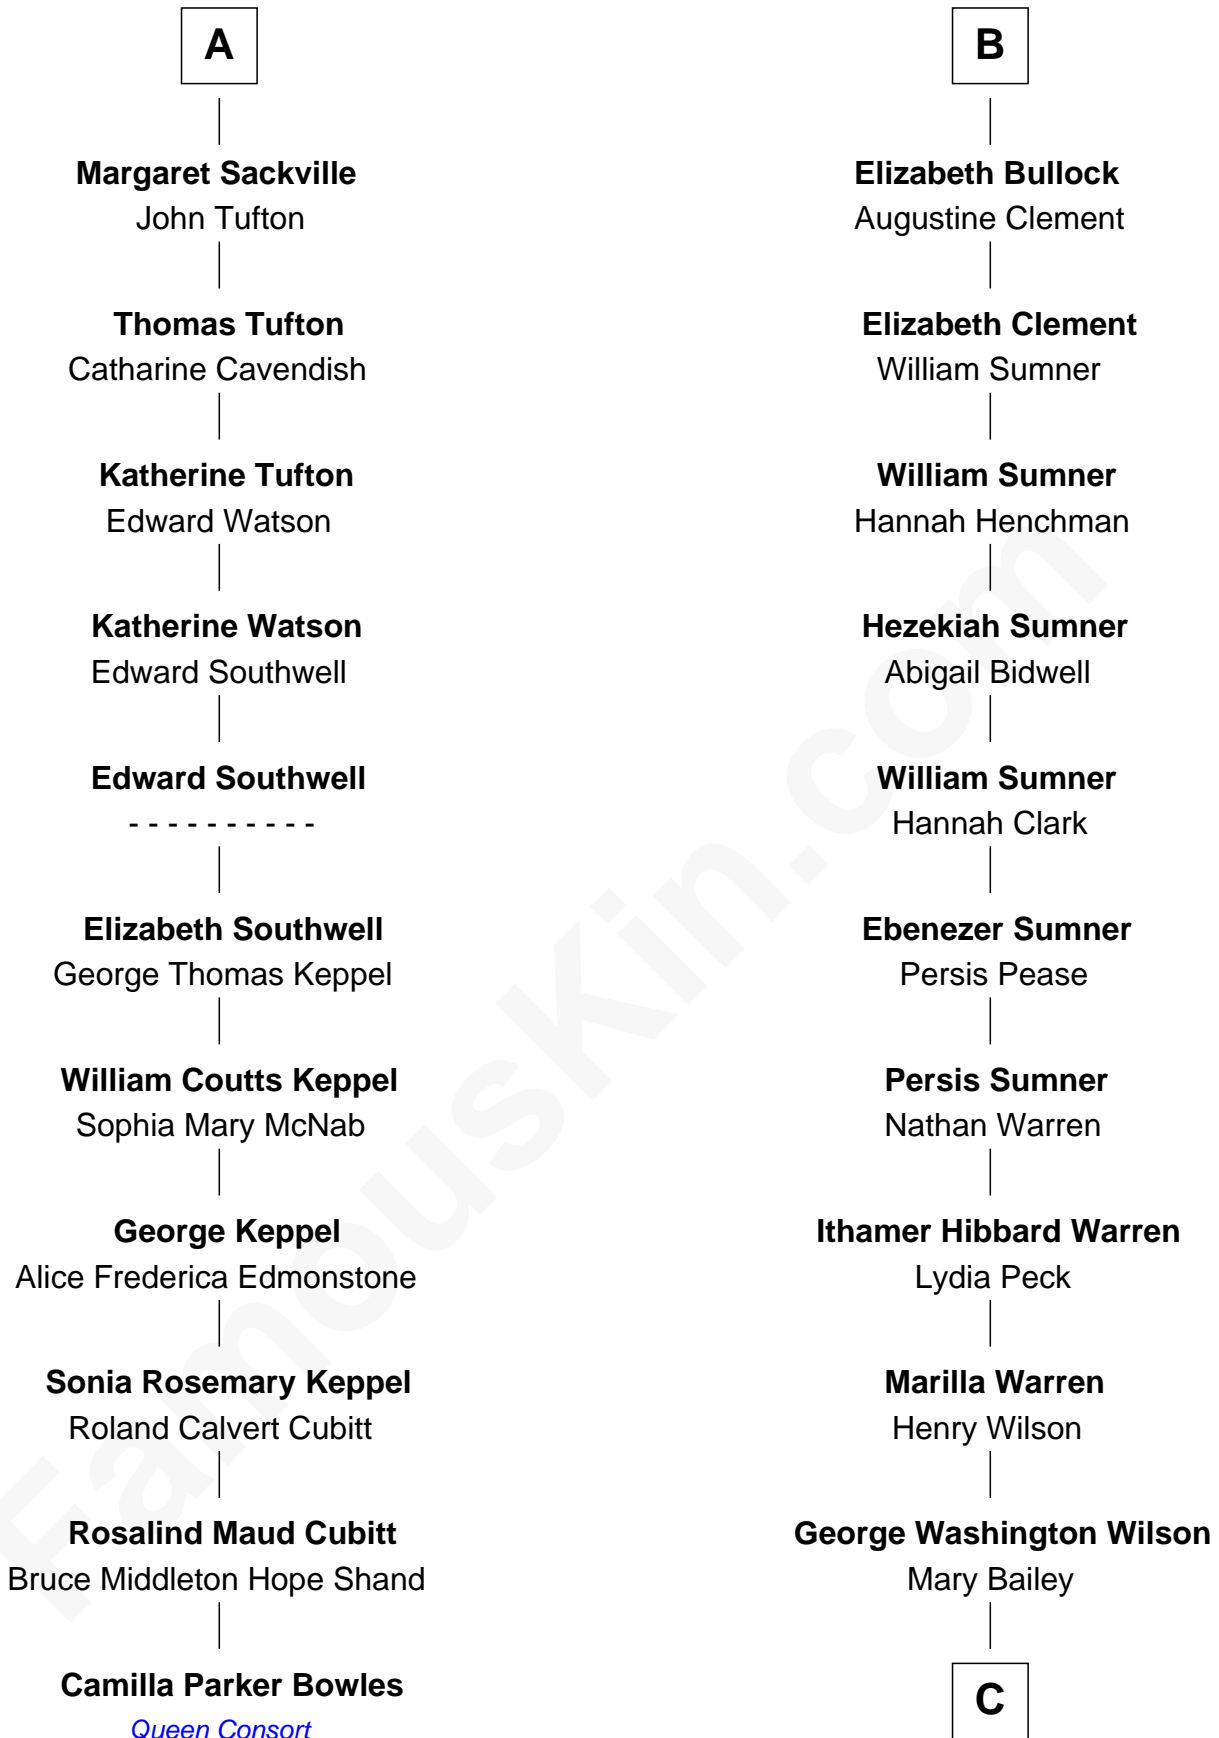 A
Margaret Sackville
John Tufton
Thomas Tufton
Catharine Cavendish
Katherine Tufton
Edward Watson
Katherine Watson
Edward Southwell
Edward Southwell
- - - - - - - - - -
Elizabeth Southwell
George Thomas Keppel
William Coutts Keppel
Sophia Mary McNab
George Keppel
Alice Frederica Edmonstone
Sonia Rosemary Keppel
Roland Calvert Cubitt
Rosalind Maud Cubitt
Bruce Middleton Hope Shand
Camilla Parker Bowles
Queen Consort
B
Elizabeth Bullock
Augustine Clement
Elizabeth Clement
William Sumner
William Sumner
Hannah Henchman
Hezekiah Sumner
Abigail Bidwell
William Sumner
Hannah Clark
Ebenezer Sumner
Persis Pease
Persis Sumner
Nathan Warren
Ithamer Hibbard Warren
Lydia Peck
Marilla Warren
Henry Wilson
George Washington Wilson
Mary Bailey
C
FamousKin.com